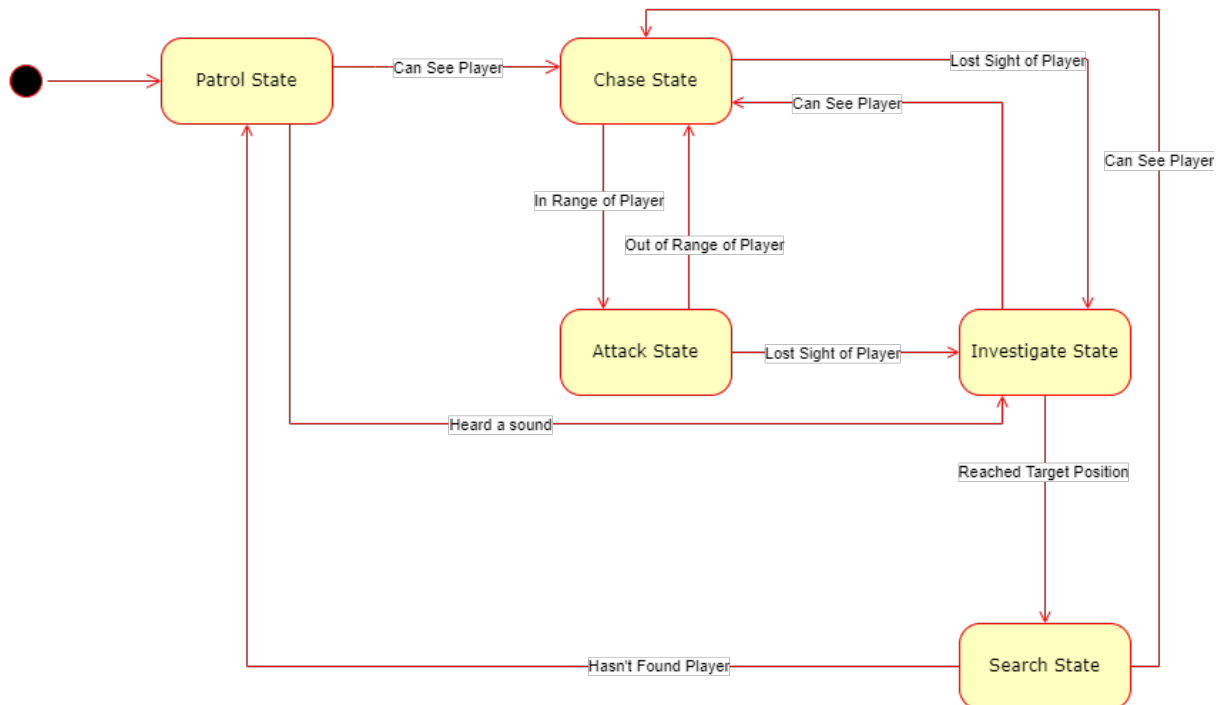 Patrol State
Can See Player
Chase State
Lost Sight of Player
Can See Player
Can See Player
In Range of Player
Out of Range of Player
Attack State
Lost Sight of Player
Investigate State
Heard a sound
Reached Target Position
Hasn't Found Player
Search State